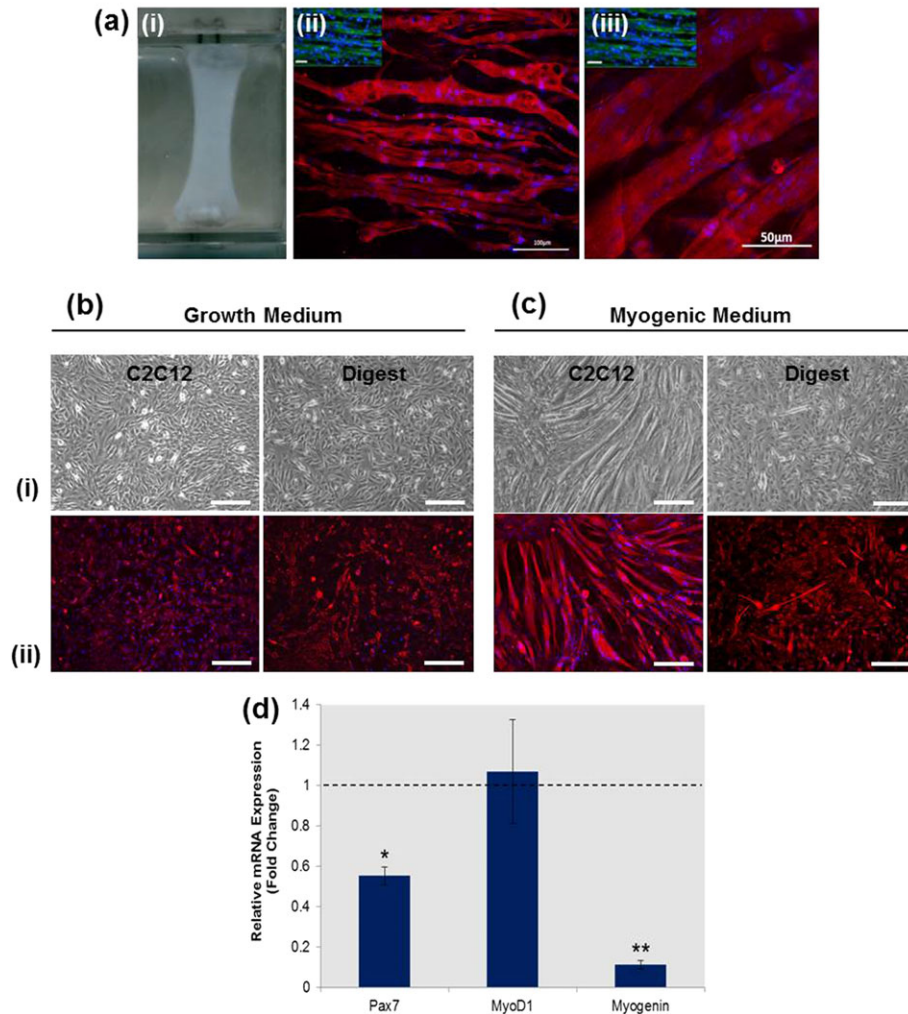 (a) (i) (ii) (iii)
100µm
50µm
(b) (c)
Growth Medium Myogenic Medium
C2C12 Digest C2C12 Digest
(i)
(ii)
(d)
Relative mRNA Expression
(Fold Change)
1.4
1.2
1
0.8
0.6
0.4
0.2
0
*
**
Pax7 MyoD1 Myogenin